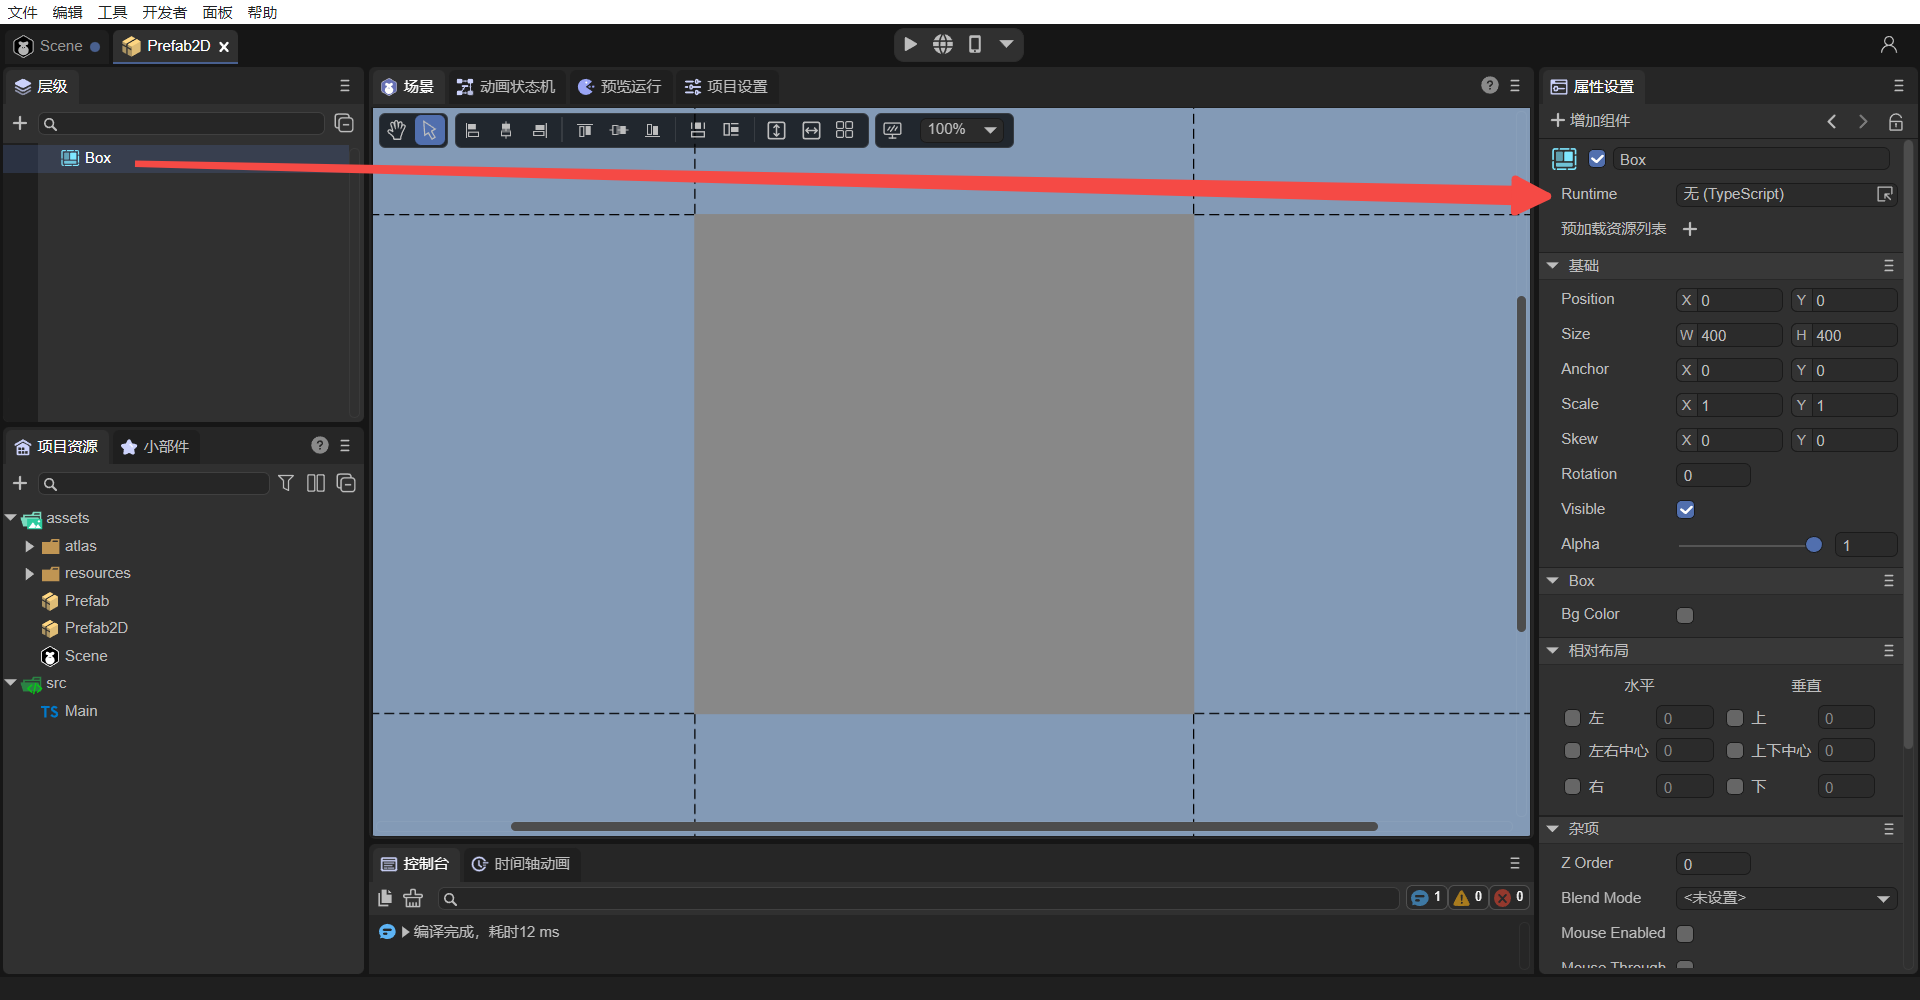 文件 编辑 工具 开发者 面板 帮助
Scene Prefab2D
层级
Box
场景 动画状态机 预览运行 项目设置
100%
项目资源 小部件
assets
atlas
resources
Prefab
Prefab2D
Scene
src
TS Main
控制台 时间轴动画
1 0 0
编译完成，耗时12 ms
属性设置
增加组件
Box
Runtime 无 (TypeScript)
预加载资源列表
基础
Position X 0 Y 0
Size W 400 H 400
Anchor X 0 Y 0
Scale X 1 Y 1
Skew X 0 Y 0
Rotation 0
Visible
Alpha 1
Box
Bg Color
相对布局
水平 垂直
左 0 上 0
左右中心 0 上下中心 0
右 0 下 0
杂项
Z Order 0
Blend Mode <未设置>
Mouse Enabled
Mouse Through